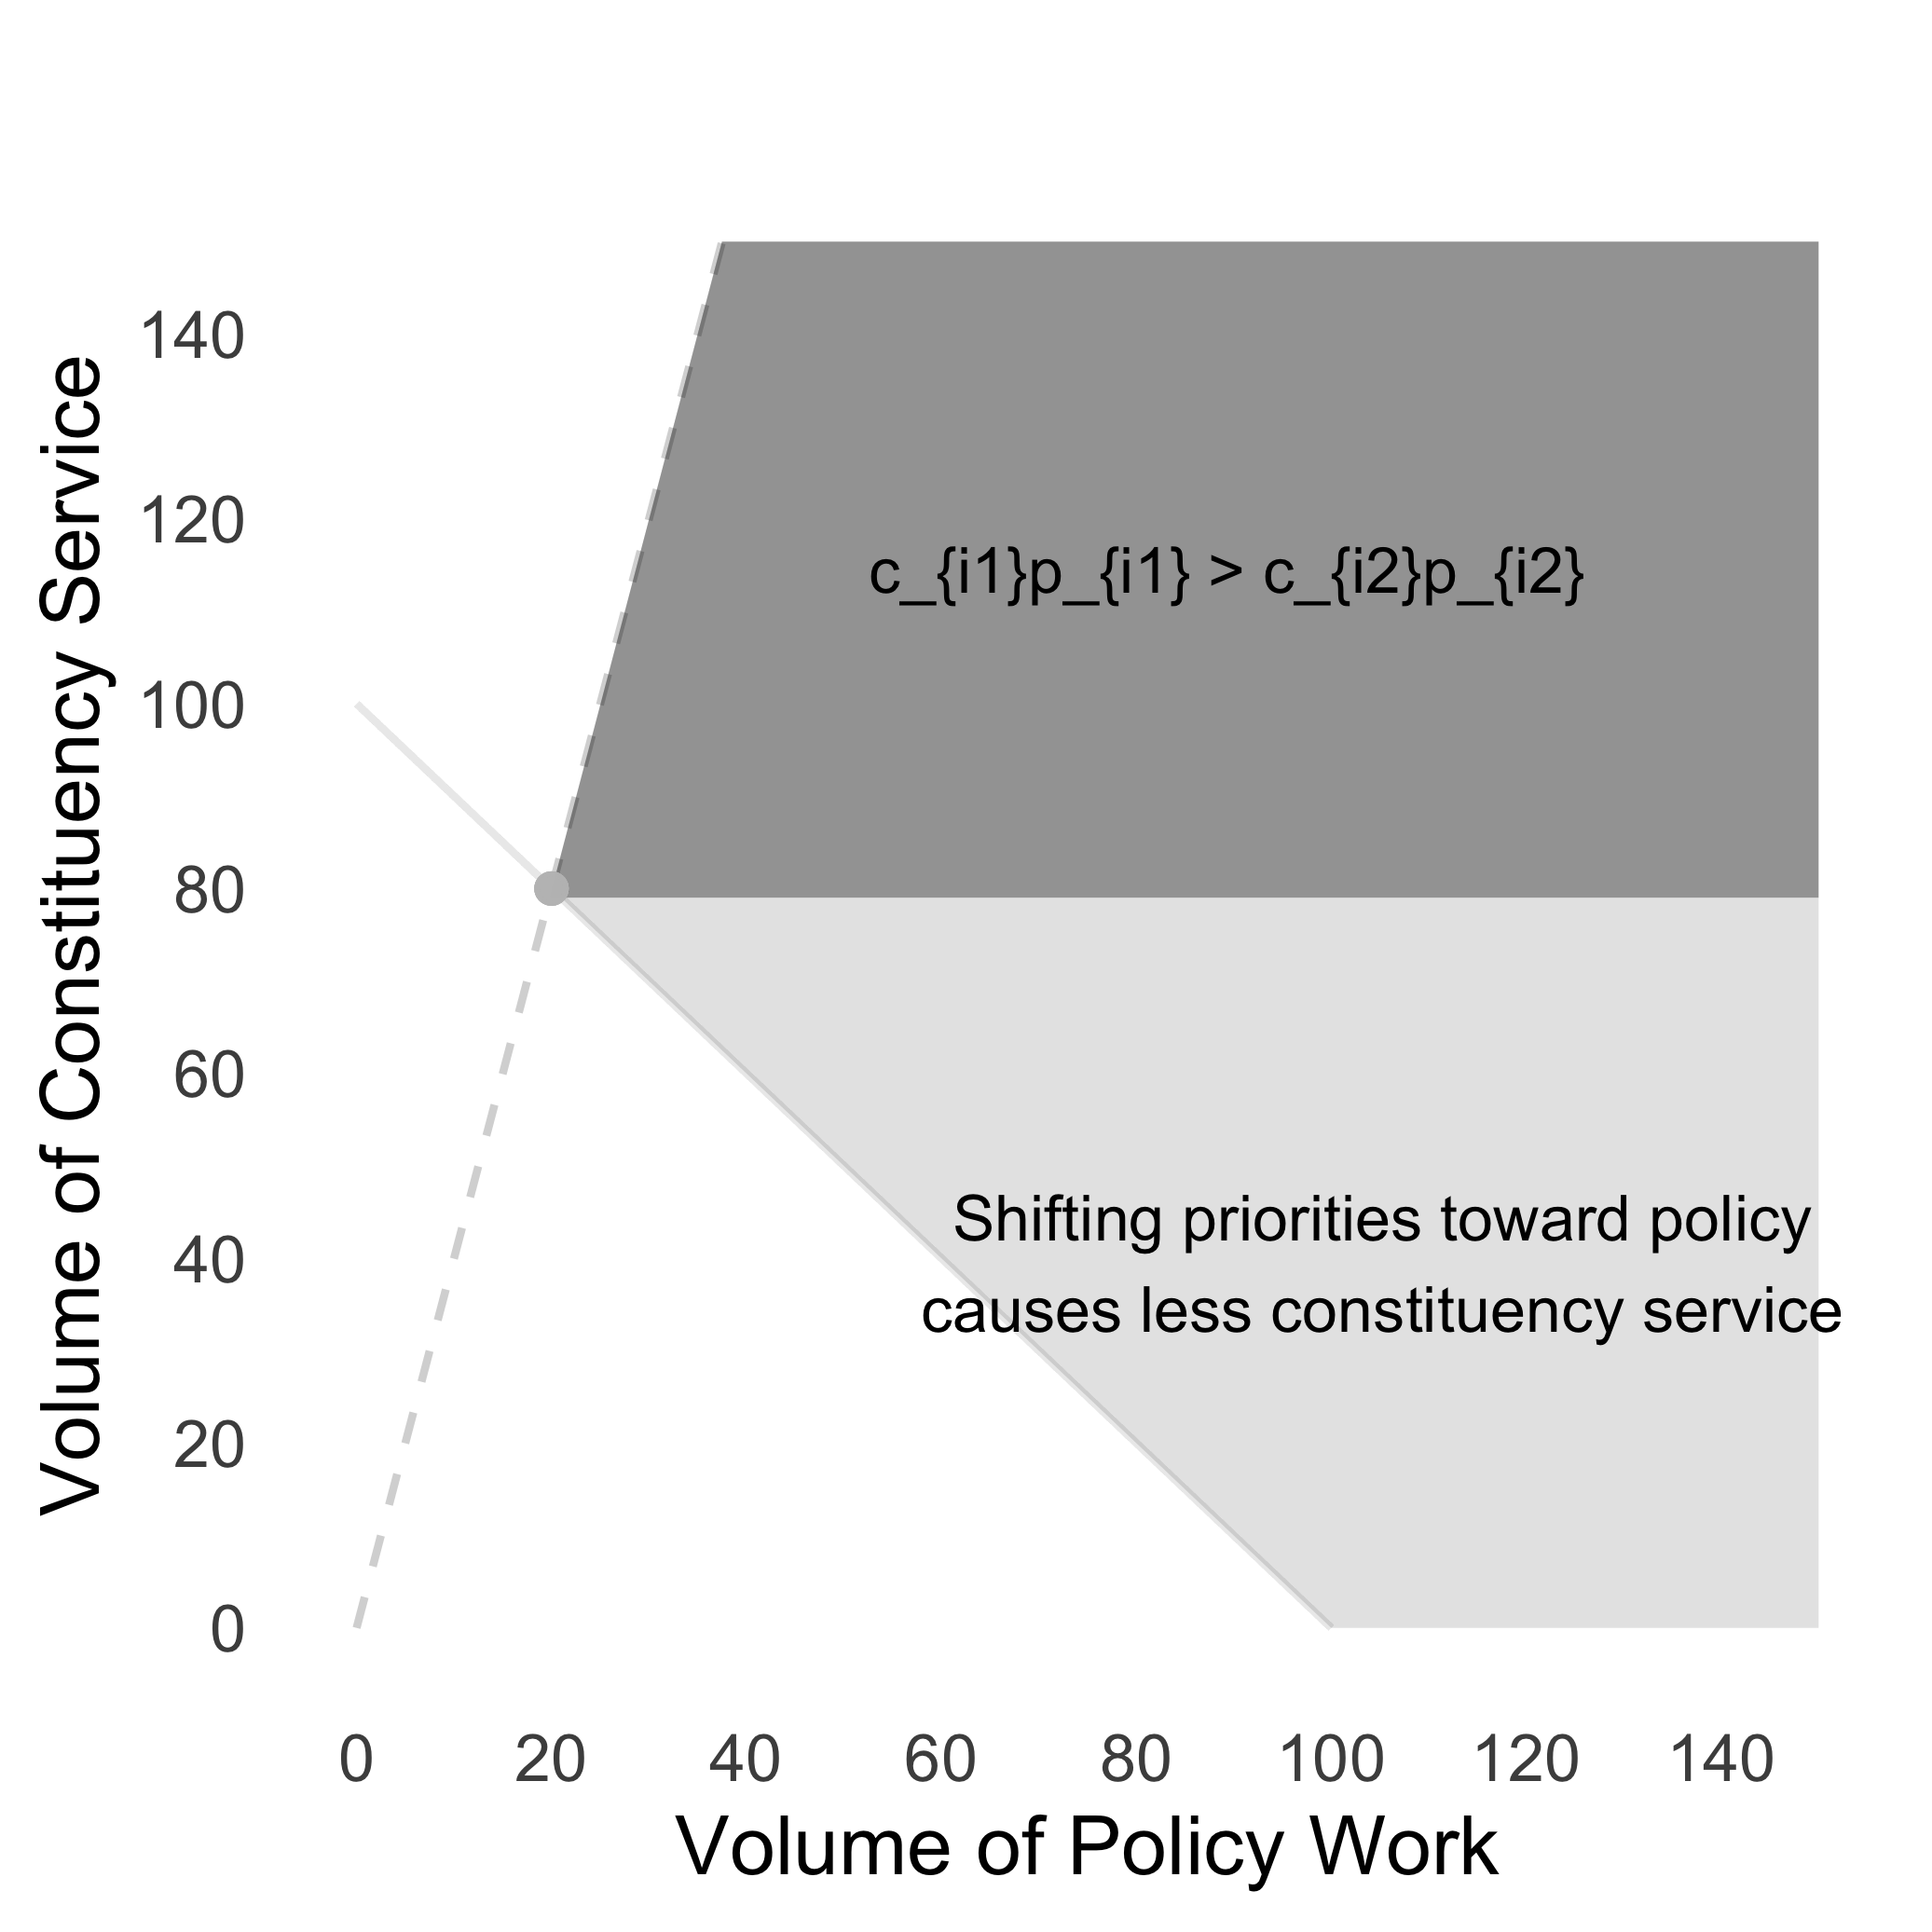 Volume of Constituency Service
140
120
100
80
60
40
20
0
c_{i1}p_{i1} > c_{i2}p_{i2}
Shifting priorities toward policy
causes less constituency service
0 20 40 60 80 100 120 140
Volume of Policy Work